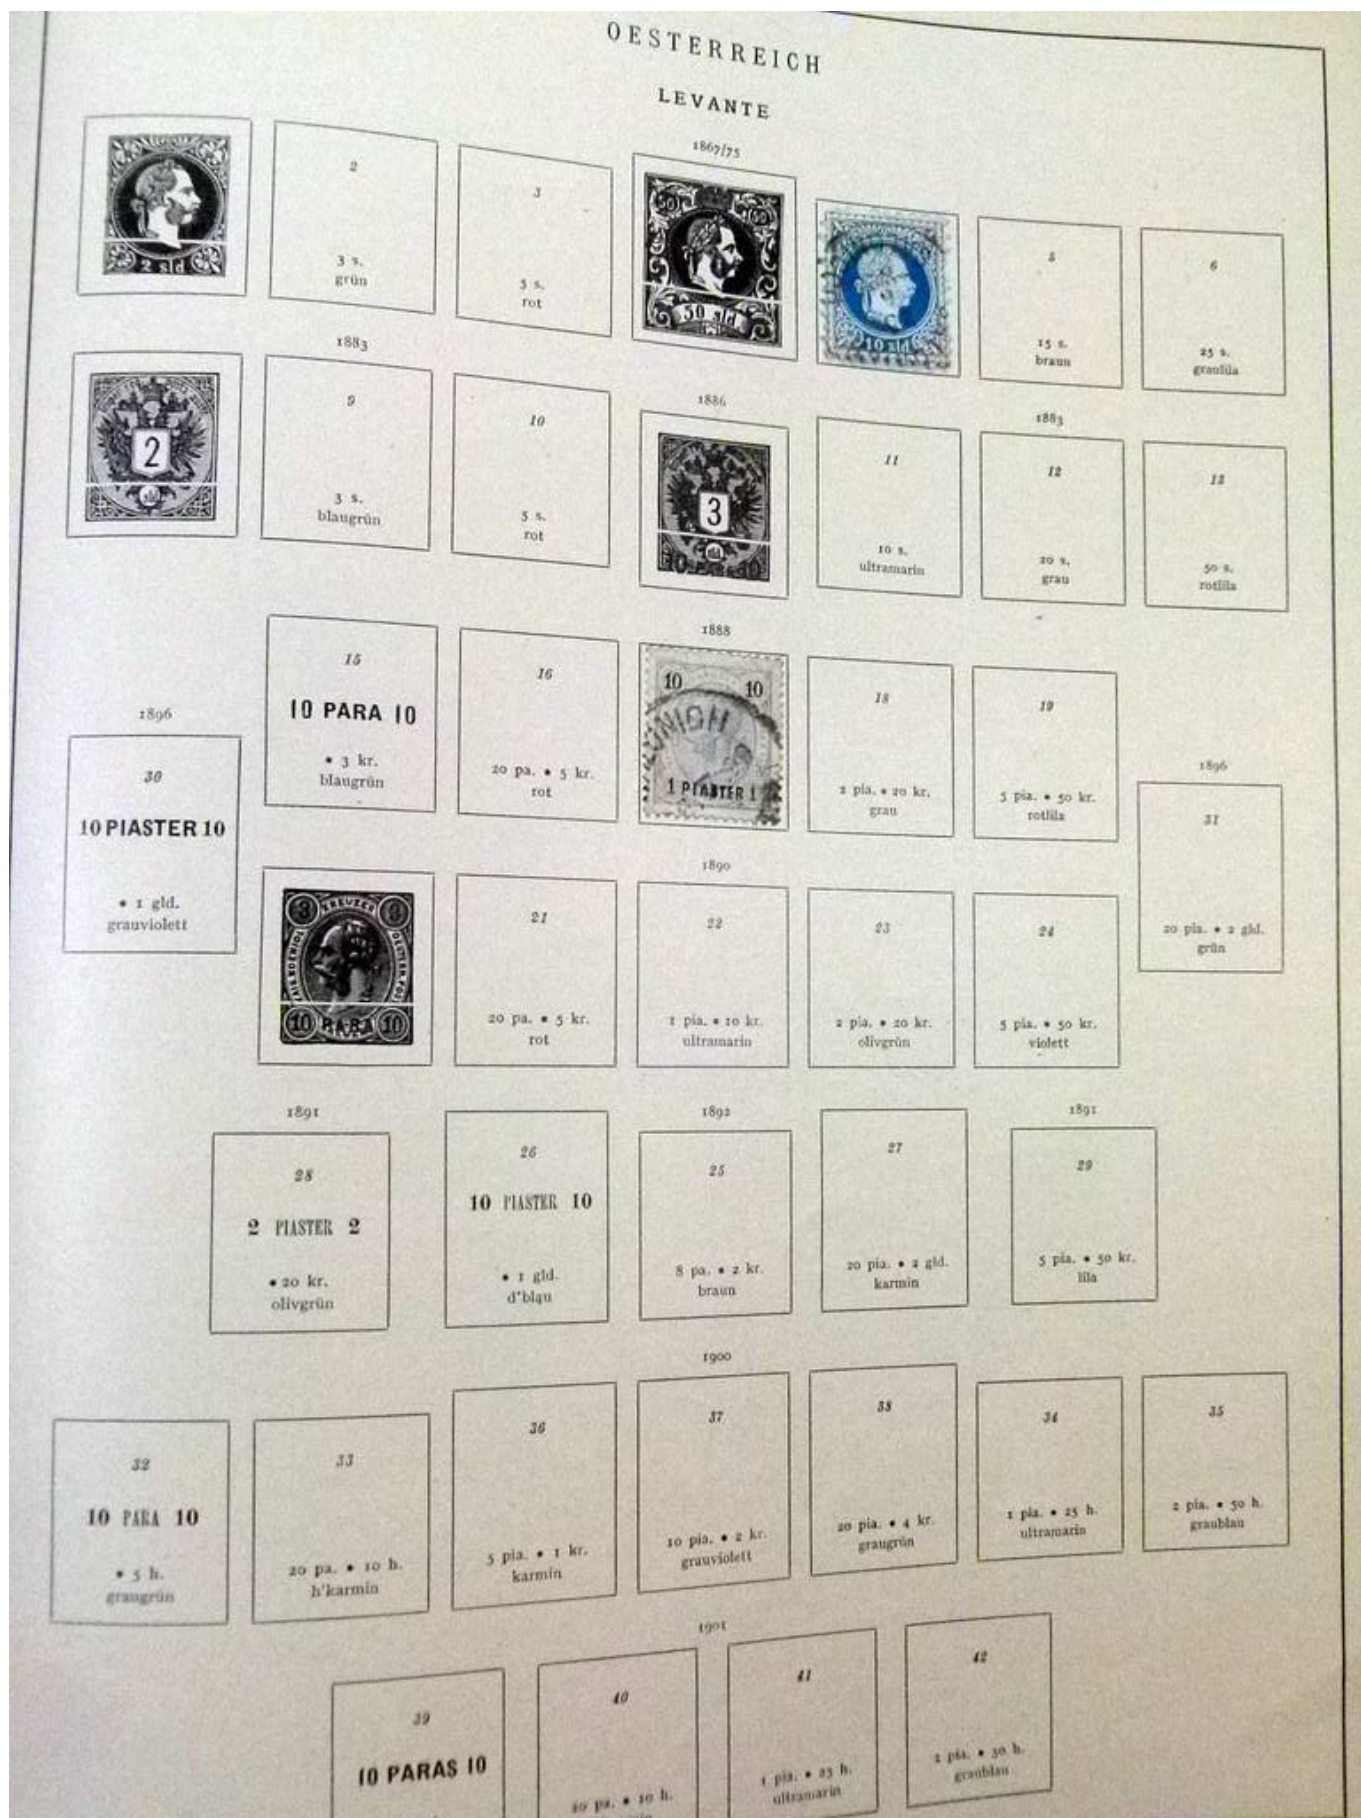 OESTERREICH
LEVANTE
1867/75
2 sld
2
3 s.
grün
3
5 s.
rot
50 50
50 sld
10 sld
5
15 s.
braun
6
25 s.
graulila
1883
2
sld
9
3 s.
blaugrün
10
5 s.
rot
1886
3
sld
11
10 s.
ultramarin
1883
12
20 s.
grau
13
50 s.
rotlila
1888
15
10 PARA 10
• 3 kr.
blaugrün
16
20 pa. • 5 kr.
rot
10 10
1 PIASTER 1
18
2 pia. • 20 kr.
grau
19
5 pia. • 50 kr.
rotlila
1896
30
10 PIASTER 10
• 1 gld.
grauviolett
1896
31
20 pia. • 2 gld.
grün
1890
3 KREUZER 3
10 PARA 10
21
20 pa. • 5 kr.
rot
22
1 pia. • 10 kr.
ultramarin
23
2 pia. • 20 kr.
olivgrün
24
5 pia. • 50 kr.
violett
1891
28
2 PIASTER 2
• 20 kr.
olivgrün
26
10 PIASTER 10
• 1 gld.
d'blau
1892
25
8 pa. • 2 kr.
braun
27
20 pia. • 2 gld.
karmin
1891
29
5 pia. • 50 kr.
lila
1900
32
10 PARA 10
• 5 h.
graugrün
33
20 pa. • 10 h.
h'karmin
36
5 pia. • 1 kr.
karmin
37
10 pia. • 2 kr.
grauviolett
38
20 pia. • 4 kr.
graugrün
34
1 pia. • 25 h.
ultramarin
35
2 pia. • 50 h.
graublau
1901
39
10 PARAS 10
40
20 pa. • 10 h.
41
1 pia. • 25 h.
ultramarin
42
2 pia. • 50 h.
graublau